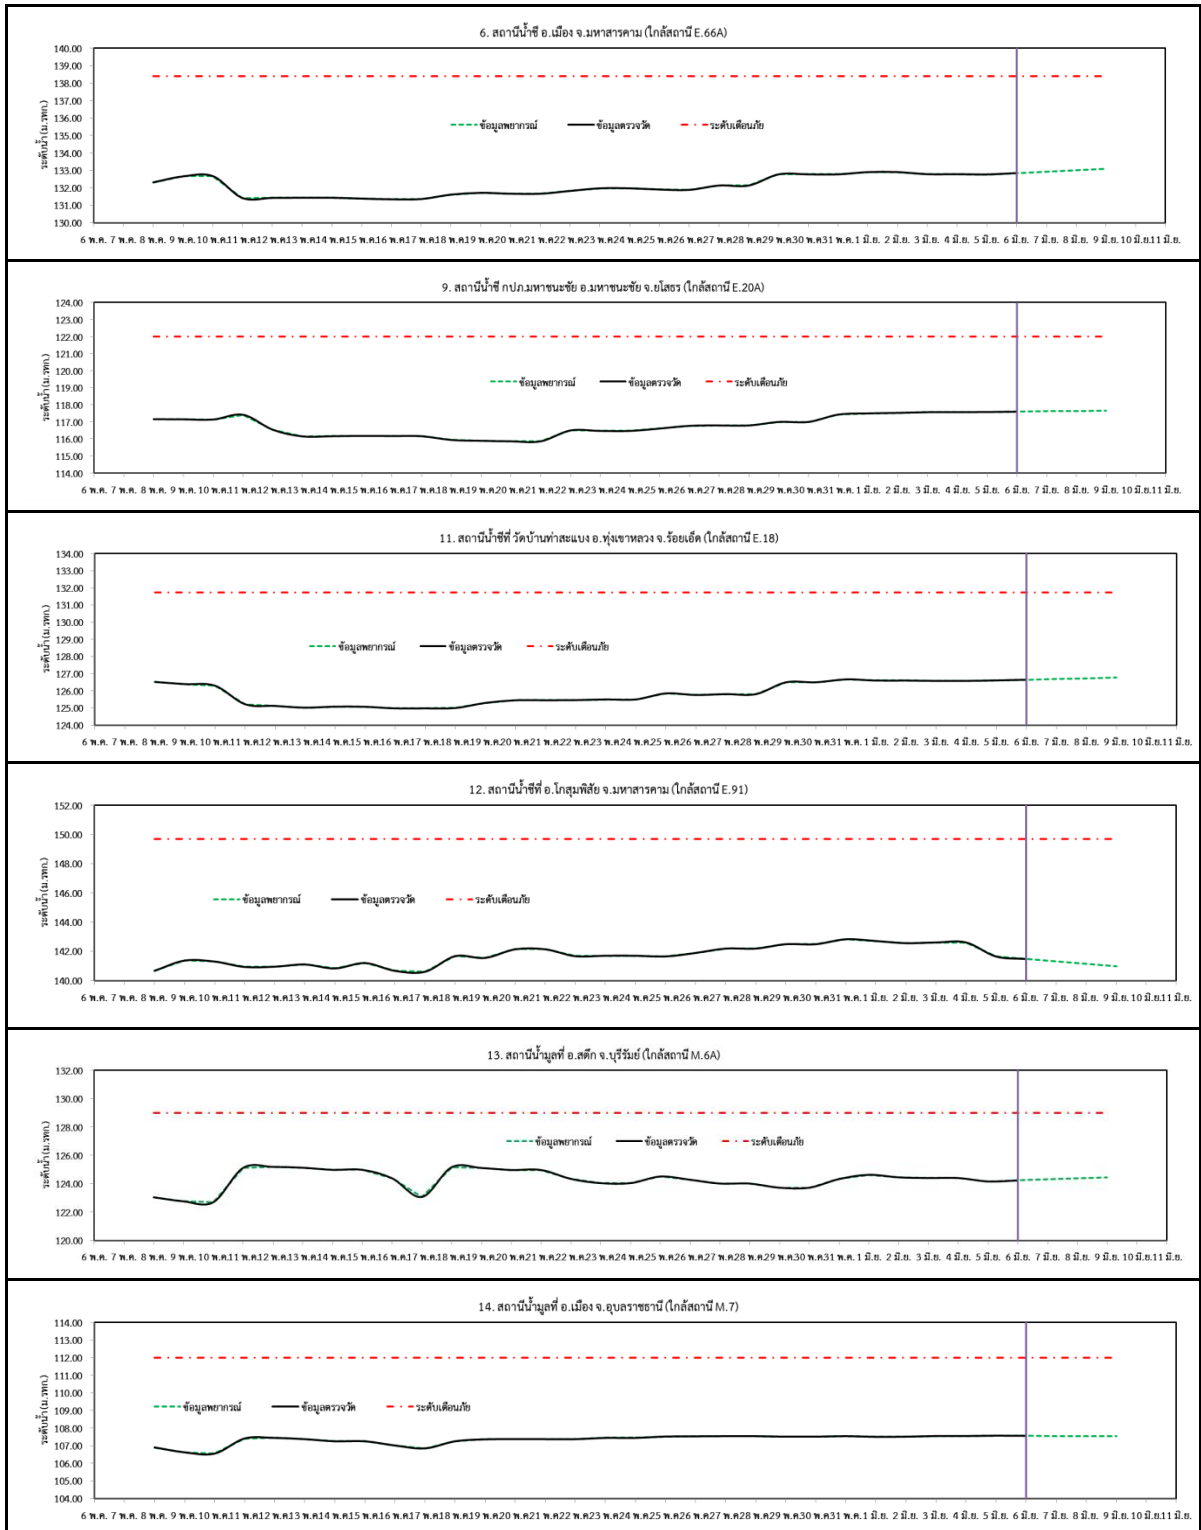 6. สถานีน้ำชี อ.เมือง จ.มหาสารคาม (ใกล้สถานี E.66A)
140.00
139.00
138.00
137.00
136.00
135.00
134.00
133.00
132.00
131.00
130.00
ระดับน้ำ (ม.รทก.)
ข้อมูลพยากรณ์ ข้อมูลตรวจวัด ระดับเตือนภัย
6 พ.ค. 7 พ.ค. 8 พ.ค. 9 พ.ค.10 พ.ค.11 พ.ค.12 พ.ค.13 พ.ค.14 พ.ค.15 พ.ค.16 พ.ค.17 พ.ค.18 พ.ค.19 พ.ค.20 พ.ค.21 พ.ค.22 พ.ค.23 พ.ค.24 พ.ค.25 พ.ค.26 พ.ค.27 พ.ค.28 พ.ค.29 พ.ค.30 พ.ค.31 พ.ค. 1 มิ.ย. 2 มิ.ย. 3 มิ.ย. 4 มิ.ย. 5 มิ.ย. 6 มิ.ย. 7 มิ.ย. 8 มิ.ย. 9 มิ.ย. 10 มิ.ย.11 มิ.ย.
9. สถานีน้ำชี กปภ.มหาชนะชัย อ.มหาชนะชัย จ.ยโสธร (ใกล้สถานี E.20A)
124.00
123.00
122.00
121.00
120.00
119.00
118.00
117.00
116.00
115.00
114.00
ระดับน้ำ (ม.รทก.)
ข้อมูลพยากรณ์ ข้อมูลตรวจวัด ระดับเตือนภัย
6 พ.ค. 7 พ.ค. 8 พ.ค. 9 พ.ค.10 พ.ค.11 พ.ค.12 พ.ค.13 พ.ค.14 พ.ค.15 พ.ค.16 พ.ค.17 พ.ค.18 พ.ค.19 พ.ค.20 พ.ค.21 พ.ค.22 พ.ค.23 พ.ค.24 พ.ค.25 พ.ค.26 พ.ค.27 พ.ค.28 พ.ค.29 พ.ค.30 พ.ค.31 พ.ค. 1 มิ.ย. 2 มิ.ย. 3 มิ.ย. 4 มิ.ย. 5 มิ.ย. 6 มิ.ย. 7 มิ.ย. 8 มิ.ย. 9 มิ.ย. 10 มิ.ย.11 มิ.ย.
11. สถานีน้ำชีที่ วัดบ้านท่าสะแบง อ.ทุ่งเขาหลวง จ.ร้อยเอ็ด (ใกล้สถานี E.18)
134.00
133.00
132.00
131.00
130.00
129.00
128.00
127.00
126.00
125.00
124.00
ระดับน้ำ (ม.รทก.)
ข้อมูลพยากรณ์ ข้อมูลตรวจวัด ระดับเตือนภัย
6 พ.ค. 7 พ.ค. 8 พ.ค. 9 พ.ค.10 พ.ค.11 พ.ค.12 พ.ค.13 พ.ค.14 พ.ค.15 พ.ค.16 พ.ค.17 พ.ค.18 พ.ค.19 พ.ค.20 พ.ค.21 พ.ค.22 พ.ค.23 พ.ค.24 พ.ค.25 พ.ค.26 พ.ค.27 พ.ค.28 พ.ค.29 พ.ค.30 พ.ค.31 พ.ค. 1 มิ.ย. 2 มิ.ย. 3 มิ.ย. 4 มิ.ย. 5 มิ.ย. 6 มิ.ย. 7 มิ.ย. 8 มิ.ย. 9 มิ.ย. 10 มิ.ย.11 มิ.ย.
12. สถานีน้ำชีที่ อ.โกสุมพิสัย จ.มหาสารคาม (ใกล้สถานี E.91)
152.00
150.00
148.00
146.00
144.00
142.00
140.00
ระดับน้ำ (ม.รทก.)
ข้อมูลพยากรณ์ ข้อมูลตรวจวัด ระดับเตือนภัย
6 พ.ค. 7 พ.ค. 8 พ.ค. 9 พ.ค.10 พ.ค.11 พ.ค.12 พ.ค.13 พ.ค.14 พ.ค.15 พ.ค.16 พ.ค.17 พ.ค.18 พ.ค.19 พ.ค.20 พ.ค.21 พ.ค.22 พ.ค.23 พ.ค.24 พ.ค.25 พ.ค.26 พ.ค.27 พ.ค.28 พ.ค.29 พ.ค.30 พ.ค.31 พ.ค. 1 มิ.ย. 2 มิ.ย. 3 มิ.ย. 4 มิ.ย. 5 มิ.ย. 6 มิ.ย. 7 มิ.ย. 8 มิ.ย. 9 มิ.ย. 10 มิ.ย.11 มิ.ย.
13. สถานีน้ำมูลที่ อ.สตึก จ.บุรีรัมย์ (ใกล้สถานี M.6A)
132.00
130.00
128.00
126.00
124.00
122.00
120.00
ระดับน้ำ (ม.รทก.)
ข้อมูลพยากรณ์ ข้อมูลตรวจวัด ระดับเตือนภัย
6 พ.ค. 7 พ.ค. 8 พ.ค. 9 พ.ค.10 พ.ค.11 พ.ค.12 พ.ค.13 พ.ค.14 พ.ค.15 พ.ค.16 พ.ค.17 พ.ค.18 พ.ค.19 พ.ค.20 พ.ค.21 พ.ค.22 พ.ค.23 พ.ค.24 พ.ค.25 พ.ค.26 พ.ค.27 พ.ค.28 พ.ค.29 พ.ค.30 พ.ค.31 พ.ค. 1 มิ.ย. 2 มิ.ย. 3 มิ.ย. 4 มิ.ย. 5 มิ.ย. 6 มิ.ย. 7 มิ.ย. 8 มิ.ย. 9 มิ.ย. 10 มิ.ย.11 มิ.ย.
14. สถานีน้ำมูลที่ อ.เมือง จ.อุบลราชธานี (ใกล้สถานี M.7)
114.00
113.00
112.00
111.00
110.00
109.00
108.00
107.00
106.00
105.00
104.00
ระดับน้ำ (ม.รทก.)
ข้อมูลพยากรณ์ ข้อมูลตรวจวัด ระดับเตือนภัย
6 พ.ค. 7 พ.ค. 8 พ.ค. 9 พ.ค.10 พ.ค.11 พ.ค.12 พ.ค.13 พ.ค.14 พ.ค.15 พ.ค.16 พ.ค.17 พ.ค.18 พ.ค.19 พ.ค.20 พ.ค.21 พ.ค.22 พ.ค.23 พ.ค.24 พ.ค.25 พ.ค.26 พ.ค.27 พ.ค.28 พ.ค.29 พ.ค.30 พ.ค.31 พ.ค. 1 มิ.ย. 2 มิ.ย. 3 มิ.ย. 4 มิ.ย. 5 มิ.ย. 6 มิ.ย. 7 มิ.ย. 8 มิ.ย. 9 มิ.ย. 10 มิ.ย.11 มิ.ย.